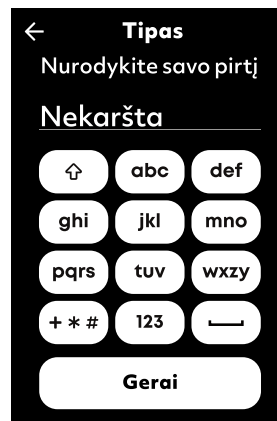 Tipas
Nurodykite savo pirtį
Nekaršta
abc def
ghi jkl mno
pqrs tuv wxzy
+ * # 123
Gerai